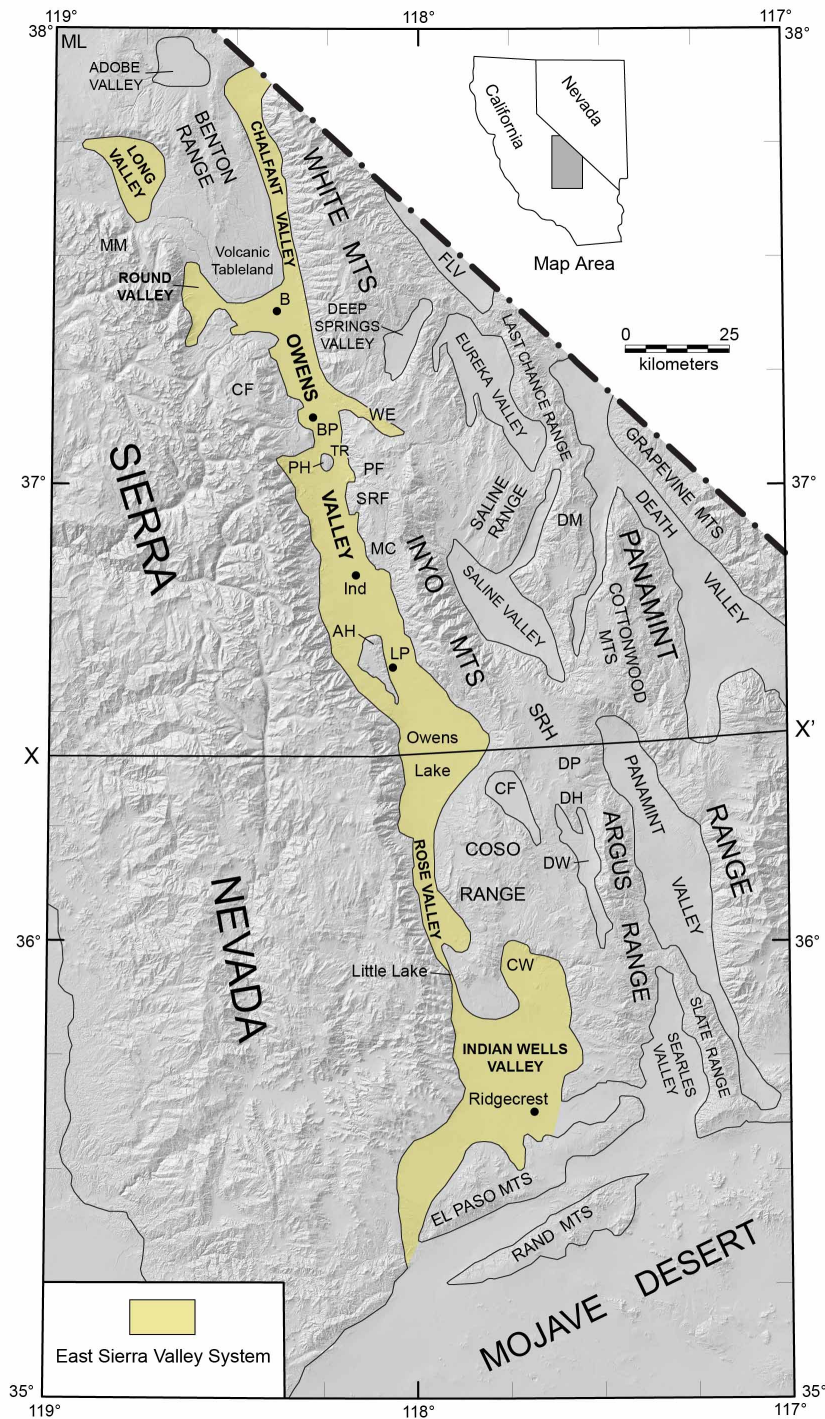 119°
118°
117°
38°
38°
ML
ADOBE
VALLEY
BENTON
RANGE
CHALFANT VALLEY
LONG
VALLEY
WHITE MTS
California
Nevada
Map Area
MM
Volcanic
Tableland
ROUND
VALLEY
FLV
B
DEEP
SPRINGS
VALLEY
0
25
kilometers
OWENS
EUREKA VALLEY
LAST CHANCE RANGE
CF
WE
BP
TR
GRAPEVINE MTS
SIERRA
PH
PF
37°
37°
SRF
SALINE
RANGE
DM
DEATH
VALLEY
VALLEY
MC
INYO
MTS
PANAMINT
SALINE VALLEY
COTTONWOOD
MTS
Ind
AH
LP
SRH
X
X'
Owens
Lake
DP
PANAMINT
VALLEY
CF
DH
RANGE
ARGUS
RANGE
ROSE VALLEY
COSO
RANGE
DW
NEVADA
36°
36°
Little Lake
CW
SLATE RANGE
SEARLES
VALLEY
INDIAN WELLS
VALLEY
Ridgecrest
EL PASO MTS
RAND MTS
MOJAVE DESERT
East Sierra Valley System
35°
35°
119°
118°
117°